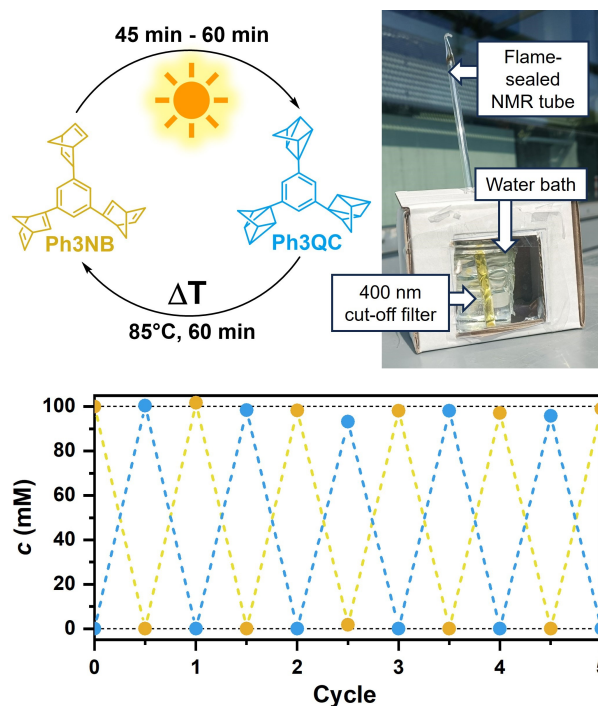 45 min - 60 min
Ph3NB
Ph3QC
ΔT
85°C, 60 min
Flame-
sealed
NMR tube
Water bath
400 nm
cut-off filter
100
80
60
40
20
0
c (mM)
0
1
2
3
4
5
Cycle